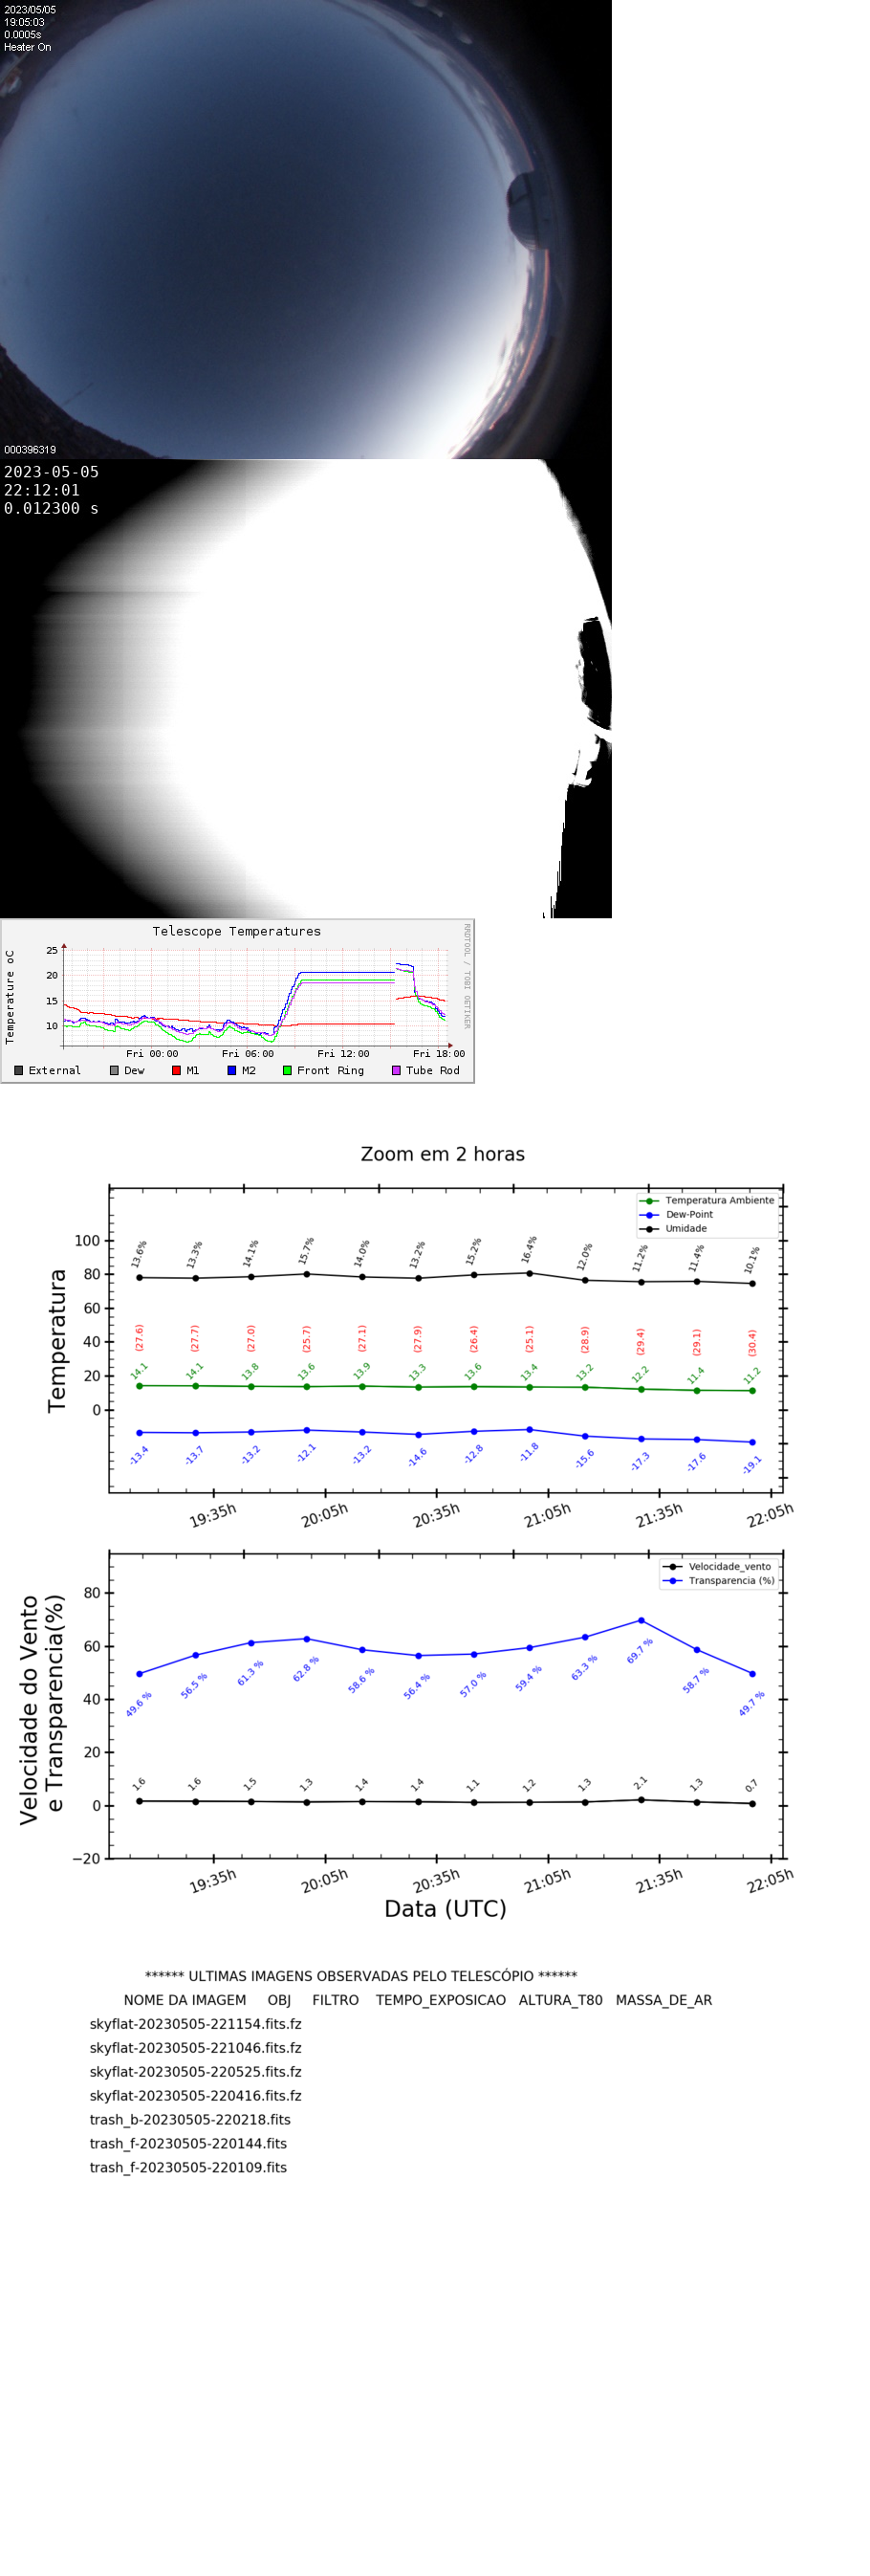 2023/05/05
19:05:03
0.0005s
Heater On
000396319
2023-05-05
22:12:01
0.012300 s
Telescope Temperatures
RRDTOOL / TOBI OETIKER
Temperature oC
25
20
15
10
Fri 00:00 Fri 06:00 Fri 12:00 Fri 18:00
External Dew M1 M2 Front Ring Tube Rod
Zoom em 2 horas
Temperatura Ambiente
Dew-Point
Umidade
Temperatura
100
80
60
40
20
0
13.6% 13.3% 14.1% 15.7% 14.0% 13.2% 15.2% 16.4% 12.0% 11.2% 11.4% 10.1%
(27.6) (27.7) (27.0) (25.7) (27.1) (27.9) (26.4) (25.1) (28.9) (29.4) (29.1) (30.4)
14.1 14.1 13.8 13.6 13.9 13.3 13.6 13.4 13.2 12.2 11.4 11.2
-13.4 -13.7 -13.2 -12.1 -13.2 -14.6 -12.8 -11.8 -15.6 -17.3 -17.6 -19.1
19:35h 20:05h 20:35h 21:05h 21:35h 22:05h
Velocidade_vento
Transparencia (%)
Velocidade do Vento
e Transparencia(%)
80
60
40
20
0
−20
49.6 % 56.5 % 61.3 % 62.8 % 58.6 % 56.4 % 57.0 % 59.4 % 63.3 % 69.7 % 58.7 % 49.7 %
1.6 1.6 1.5 1.3 1.4 1.4 1.1 1.2 1.3 2.1 1.3 0.7
19:35h 20:05h 20:35h 21:05h 21:35h 22:05h
Data (UTC)
****** ULTIMAS IMAGENS OBSERVADAS PELO TELESCÓPIO ******
NOME DA IMAGEM OBJ FILTRO TEMPO_EXPOSICAO ALTURA_T80 MASSA_DE_AR
skyflat-20230505-221154.fits.fz
skyflat-20230505-221046.fits.fz
skyflat-20230505-220525.fits.fz
skyflat-20230505-220416.fits.fz
trash_b-20230505-220218.fits
trash_f-20230505-220144.fits
trash_f-20230505-220109.fits